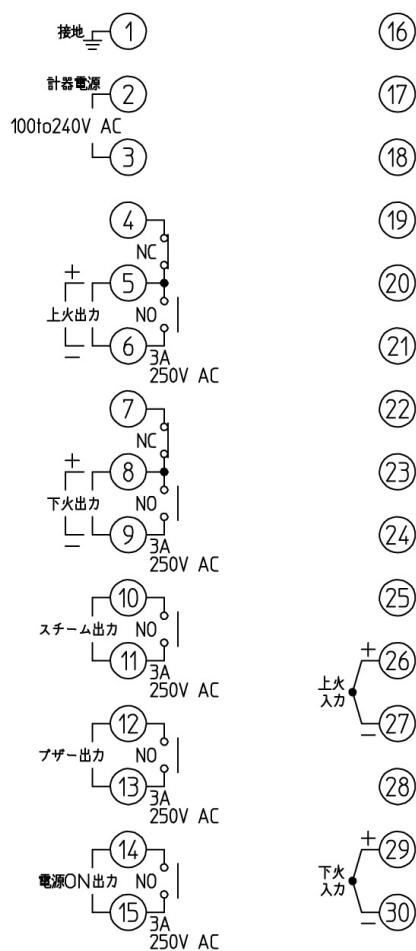 接地 1
計器電源 2
100to240V AC
3
4
NC
+ 5
上火出力 NO
− 6
3A
250V AC
7
NC
+ 8
下火出力 NO
− 9
3A
250V AC
10
スチーム出力 NO
11
3A
250V AC
12
ブザー出力 NO
13
3A
250V AC
14
電源ON出力 NO
15
3A
250V AC
16
17
18
19
20
21
22
23
24
25
+ 26
上火
入力
− 27
28
+ 29
下火
入力
− 30